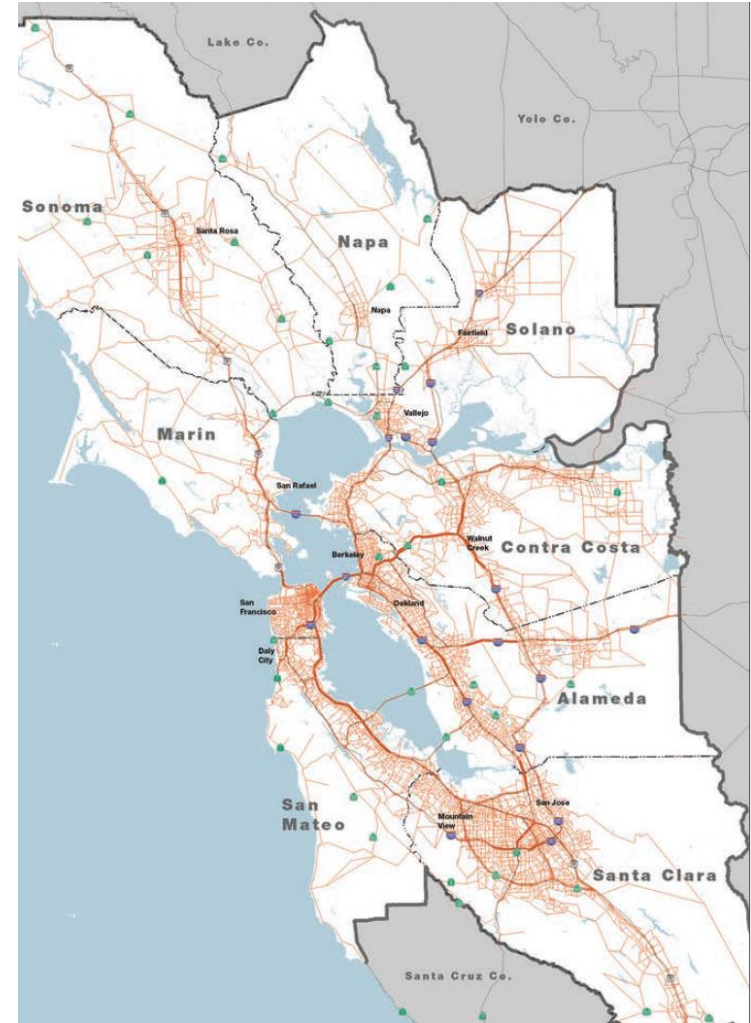 Lake Co.
Yolo Co.
Sonoma
Santa Rosa
Napa
Napa
Solano
Fairfield
Vallejo
Marin
San Rafael
Walnut
Creek
Contra Costa
Berkeley
San
Francisco
Oakland
Daly
City
Alameda
San
Mateo
Mountain
View
San Jose
Santa Clara
Santa Cruz Co.